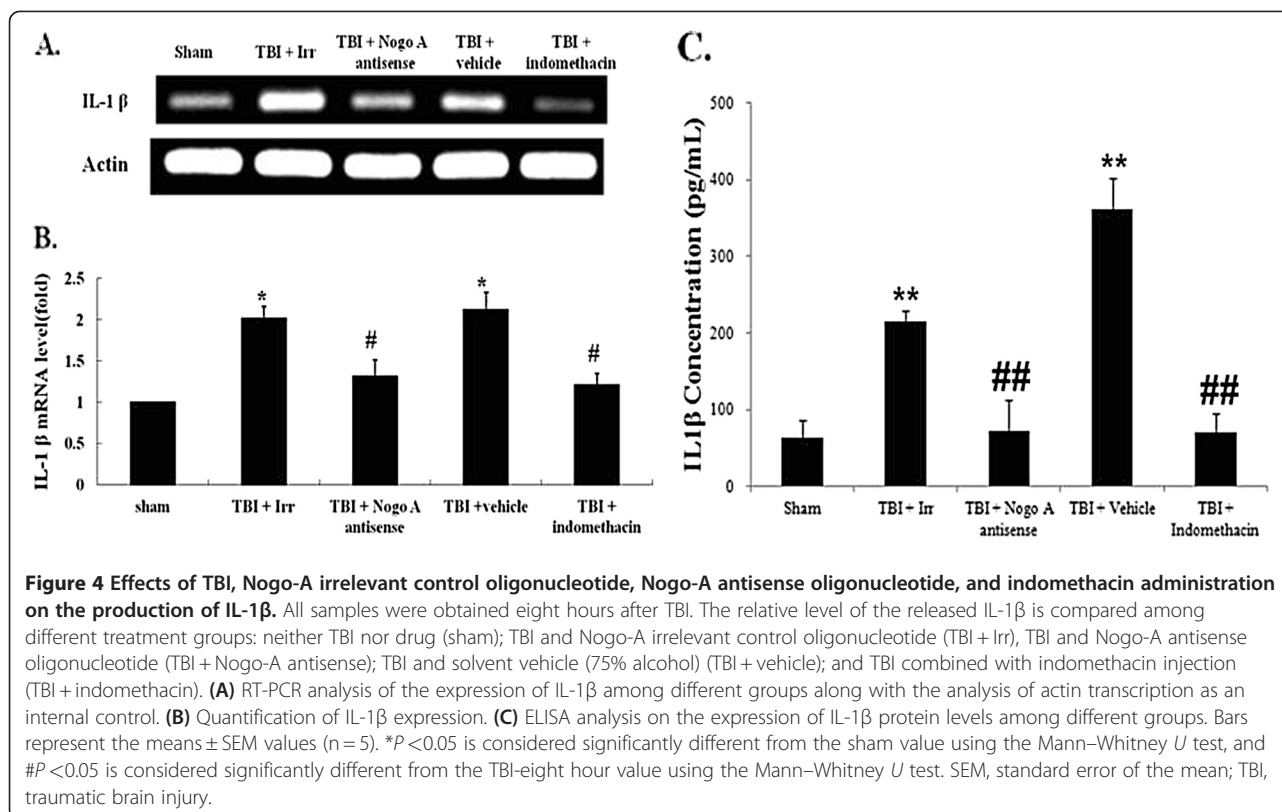 A.
Sham TBI + Irr TBI + Nogo A antisense TBI + vehicle TBI + indomethacin
IL-1 β
Actin
B.
IL-1 β mRNA level(fold)
2.5
2
1.5
1
0.5
0
* # * #
sham TBI + Irr TBI + Nogo A antisense TBI +vehicle TBI + indomethacin
C.
IL1β Concentration (pg/mL)
500
400
300
200
100
0
** ## ** ##
Sham TBI + Irr TBI + Nogo A antisense TBI + Vehicle TBI + Indomethacin
Figure 4 Effects of TBI, Nogo-A irrelevant control oligonucleotide, Nogo-A antisense oligonucleotide, and indomethacin administration
on the production of IL-1β. All samples were obtained eight hours after TBI. The relative level of the released IL-1β is compared among
different treatment groups: neither TBI nor drug (sham); TBI and Nogo-A irrelevant control oligonucleotide (TBI + Irr), TBI and Nogo-A antisense
oligonucleotide (TBI + Nogo-A antisense); TBI and solvent vehicle (75% alcohol) (TBI + vehicle); and TBI combined with indomethacin injection
(TBI + indomethacin). (A) RT-PCR analysis of the expression of IL-1β among different groups along with the analysis of actin transcription as an
internal control. (B) Quantification of IL-1β expression. (C) ELISA analysis on the expression of IL-1β protein levels among different groups. Bars
represent the means ± SEM values (n = 5). *P <0.05 is considered significantly different from the sham value using the Mann–Whitney U test, and
#P <0.05 is considered significantly different from the TBI-eight hour value using the Mann–Whitney U test. SEM, standard error of the mean; TBI,
traumatic brain injury.